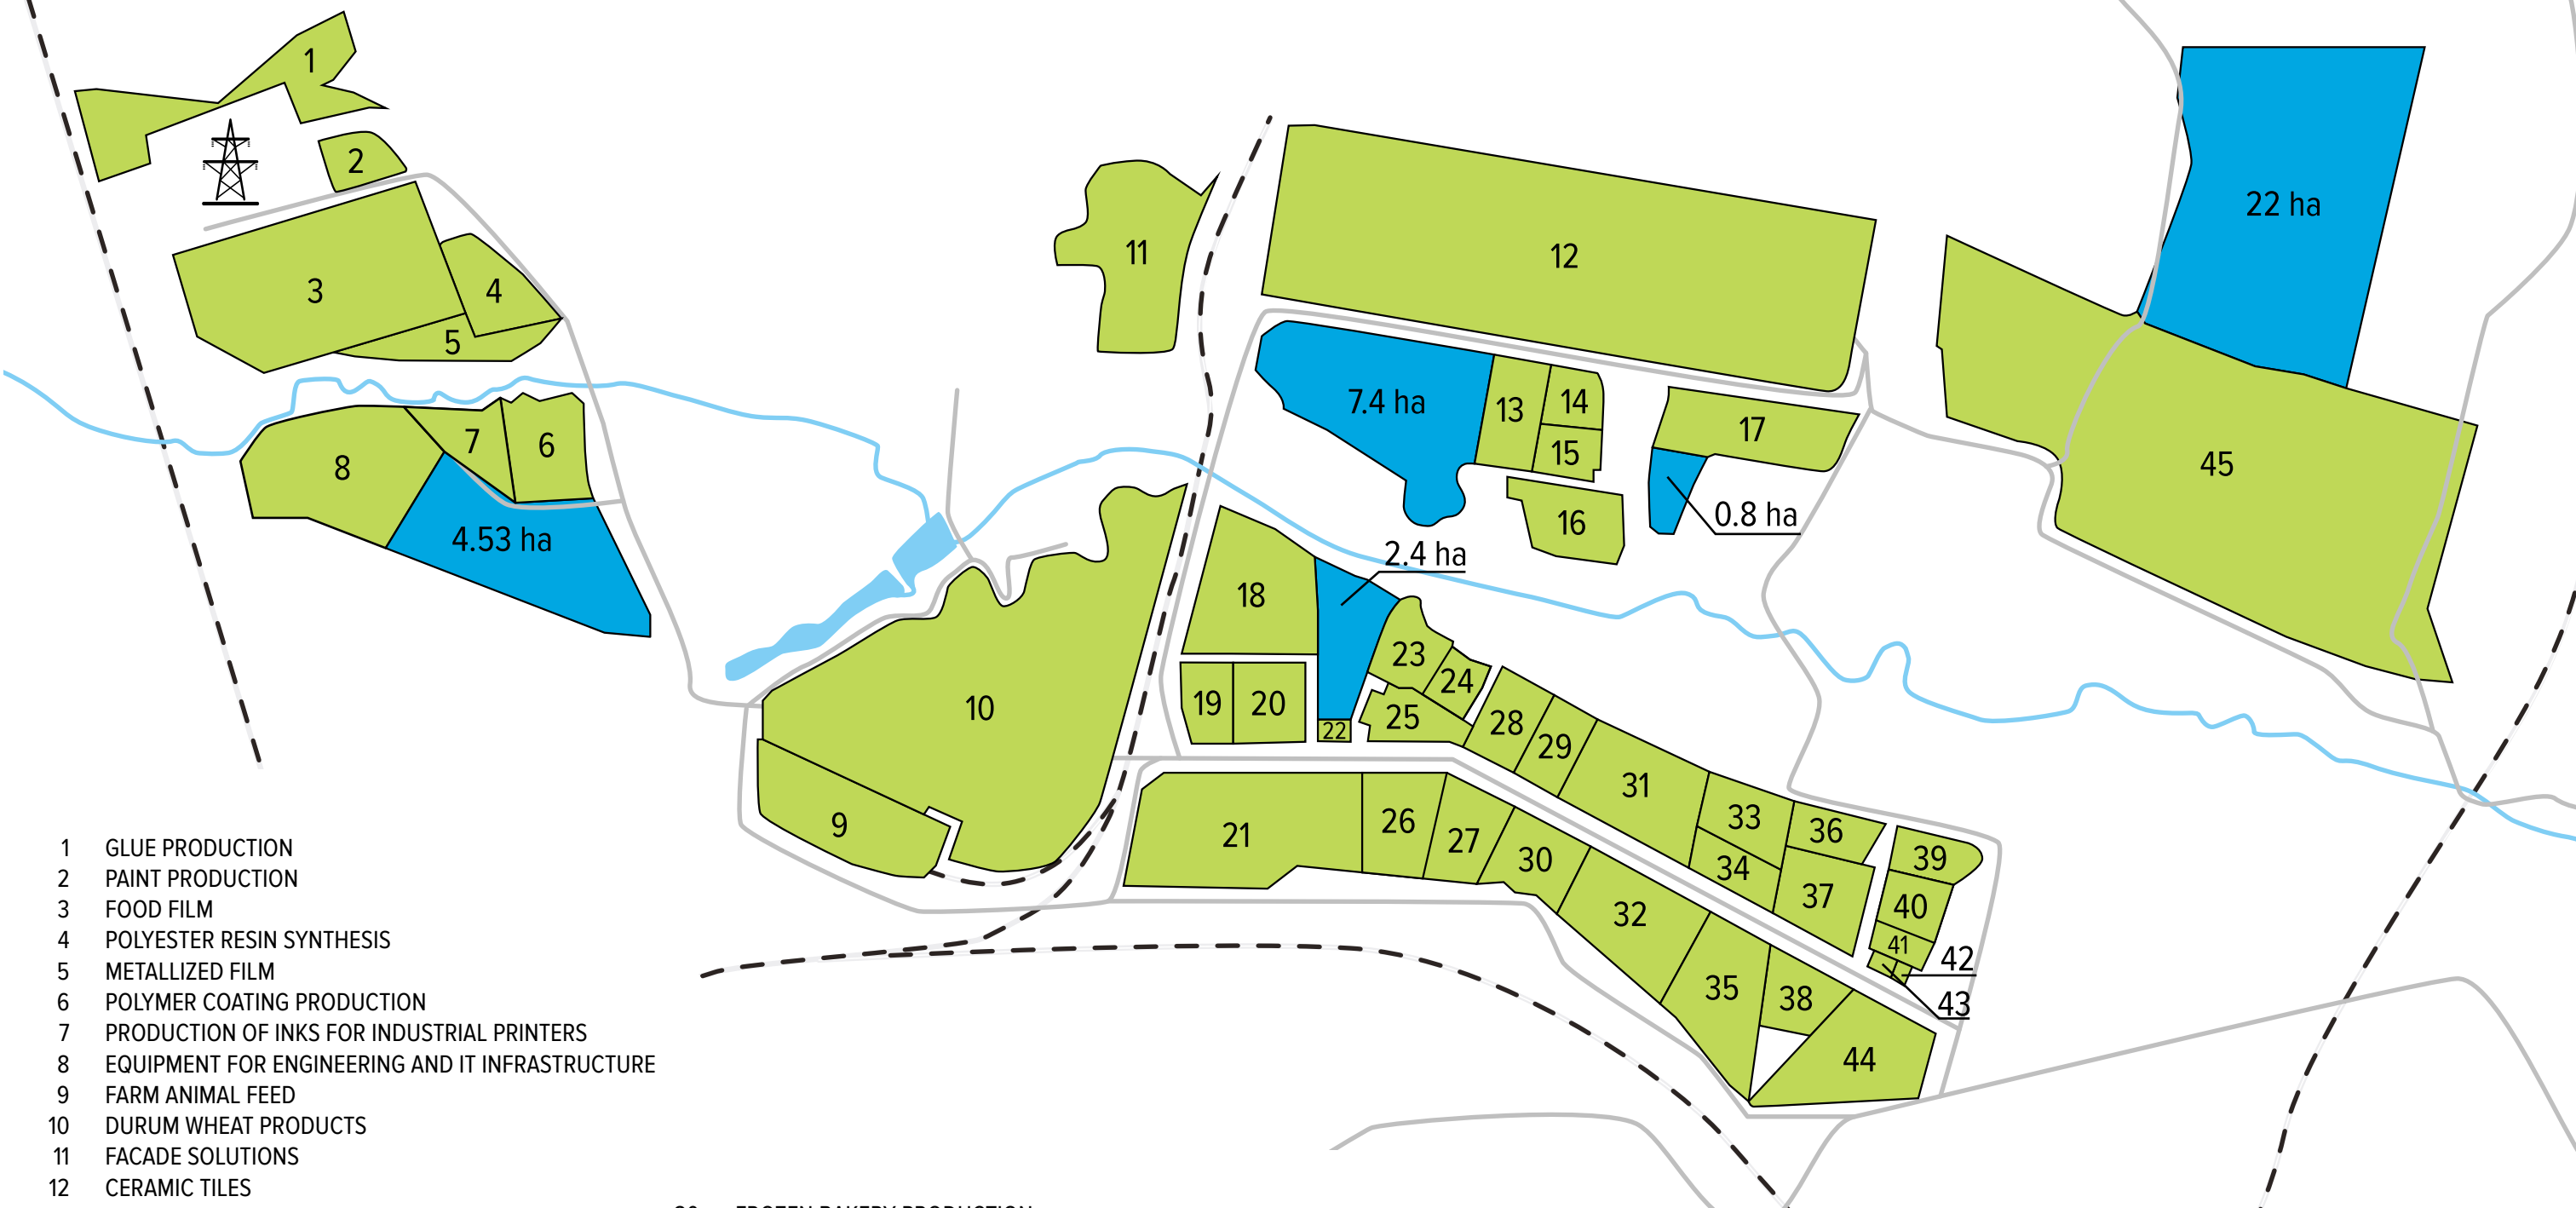 1
2
3
4
5
6
7
8
4.53 ha
9
10
11
12
7.4 ha
13
14
15
16
17
0.8 ha
2.4 ha
18
19
20
21
22
23
24
25
26
27
28
29
30
31
32
33
34
35
36
37
38
39
40
41
42
43
44
45
22 ha
1 GLUE PRODUCTION
2 PAINT PRODUCTION
3 FOOD FILM
4 POLYESTER RESIN SYNTHESIS
5 METALLIZED FILM
6 POLYMER COATING PRODUCTION
7 PRODUCTION OF INKS FOR INDUSTRIAL PRINTERS
8 EQUIPMENT FOR ENGINEERING AND IT INFRASTRUCTURE
9 FARM ANIMAL FEED
10 DURUM WHEAT PRODUCTS
11 FACADE SOLUTIONS
12 CERAMIC TILES
FROZEN BAKERY PRODUCTION